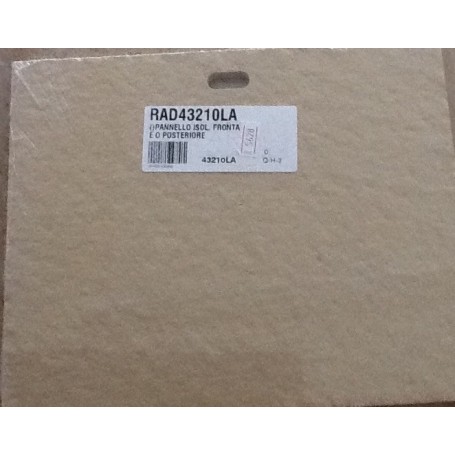 RAD43210LA
PANNELLO ISOL. FRONTA
E O POSTERIORE
43210LA